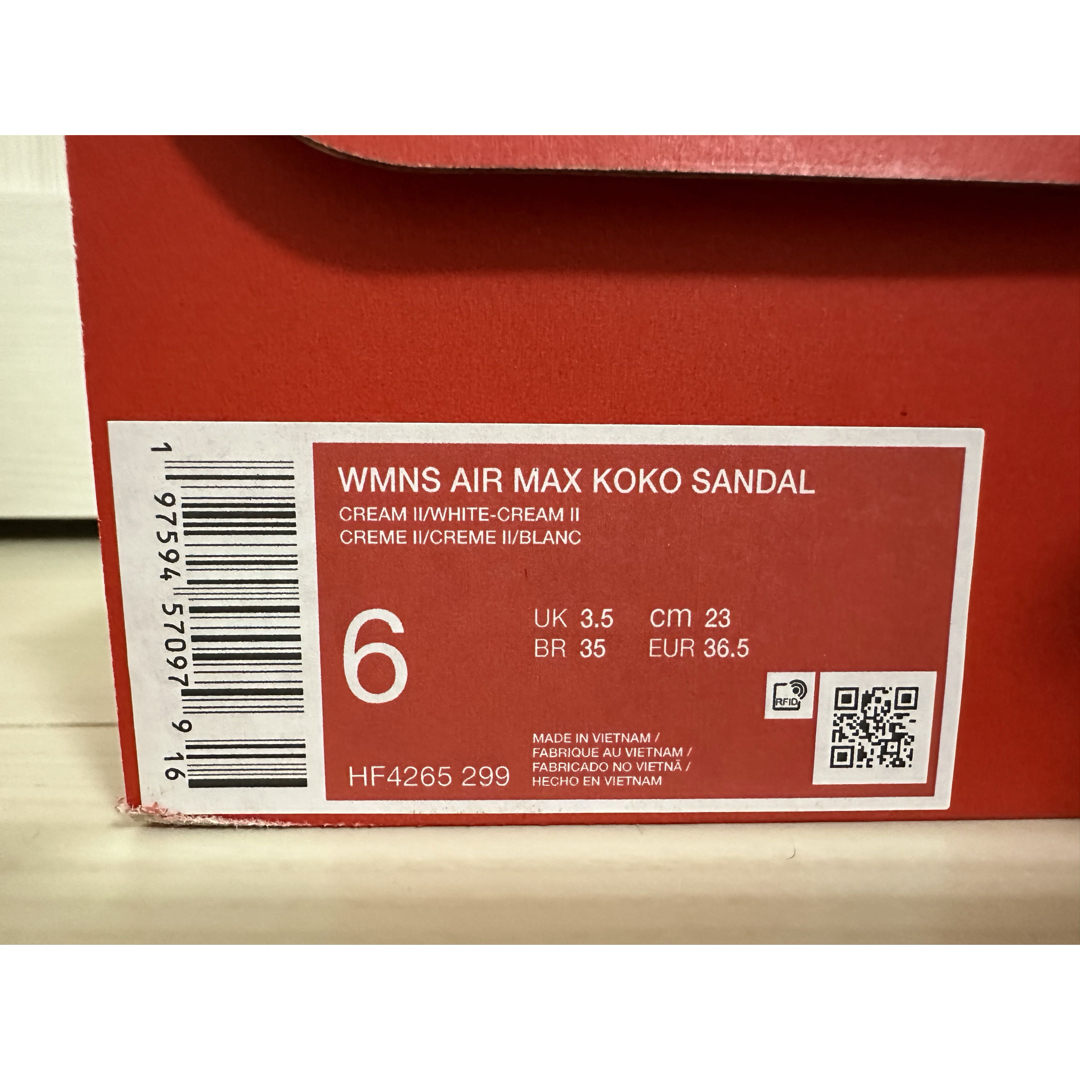 WMNS AIR MAX KOKO SANDAL
CREAM II/WHITE-CREAM II
CREME II/CREME II/BLANC
6
UK 3.5 cm 23
BR 35 EUR 36.5
RFID
MADE IN VIETNAM /
FABRIQUE AU VIETNAM /
FABRICADO NO VIETNÃ /
HECHO EN VIETNAM
HF4265 299
1 97594 57097 9 16